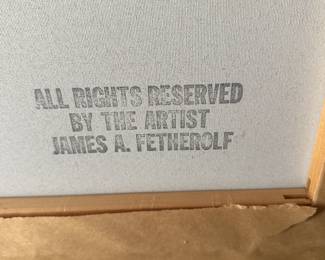 ALL RIGHTS RESERVED
BY THE ARTIST
JAMES A. FETHEROLF